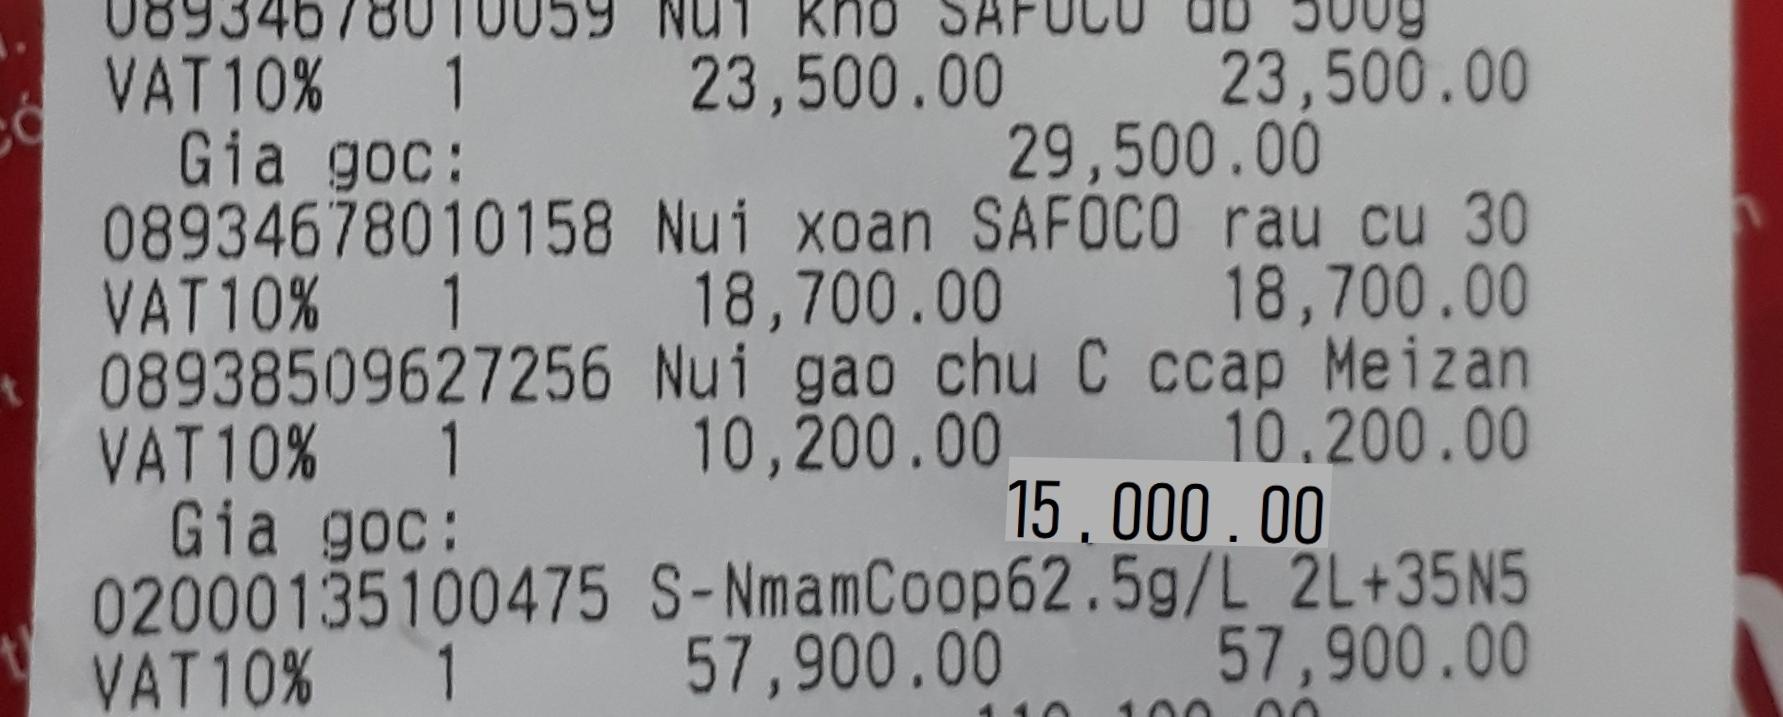 08934678010059 Nui kho SAFOCO db 500g
VAT10% 1 23,500.00 23,500.00
Gia goc: 29,500.00
08934678010158 Nui xoan SAFOCO rau cu 30
VAT10% 1 18,700.00 18,700.00
08938509627256 Nui gao chu C ccap Meizan
VAT10% 1 10,200.00 10,200.00
Gia goc: 15.000.00
02000135100475 S-NmamCoop62.5g/L 2L+35N5
VAT10% 1 57,900.00 57,900.00